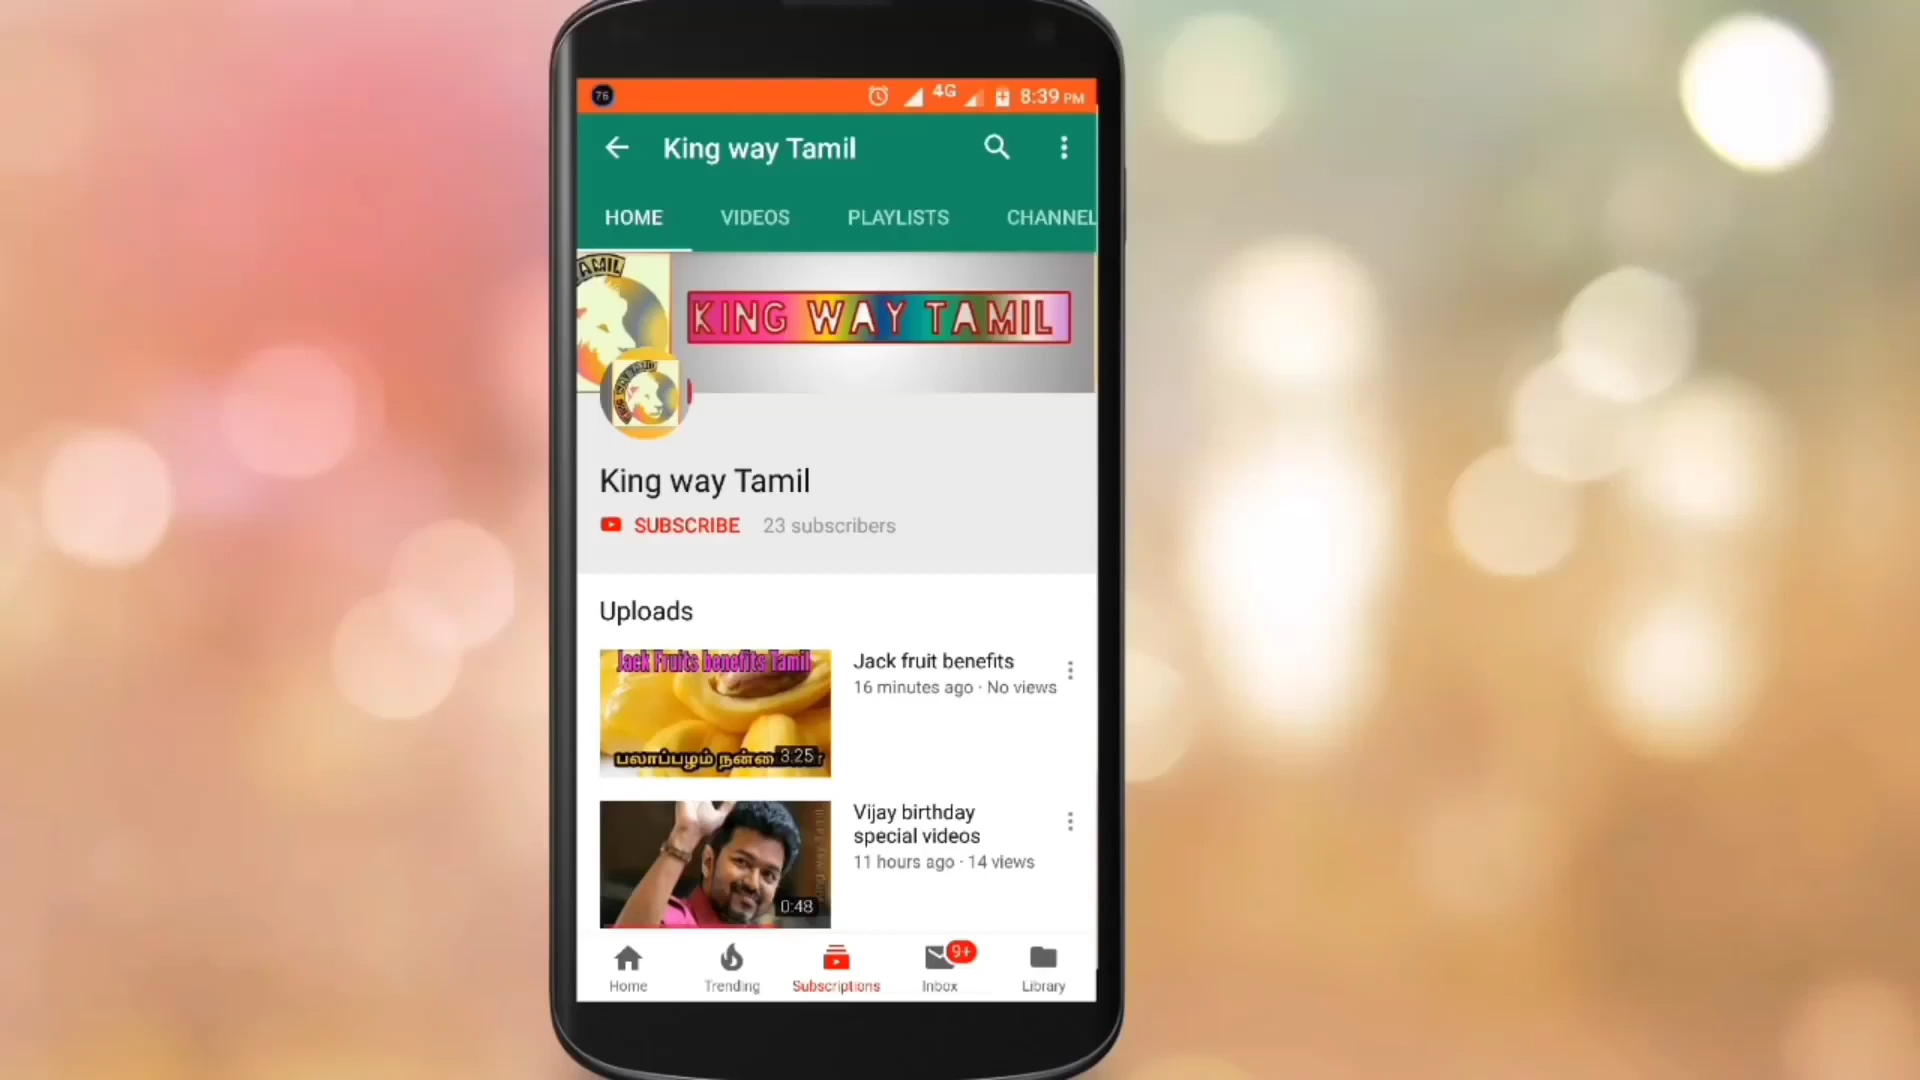 76 4G 8:39 PM
King way Tamil
HOME VIDEOS PLAYLISTS CHANNEL
TAMIL
KING WAY TAMIL
King way Tamil
SUBSCRIBE 23 subscribers
Uploads
Jack Fruits benefits Tamil
பலாப்பழம்
3:25
Jack fruit benefits
16 minutes ago · No views
0:48
Vijay birthday
special videos
11 hours ago · 14 views
9+
Home Trending Subscriptions Inbox Library